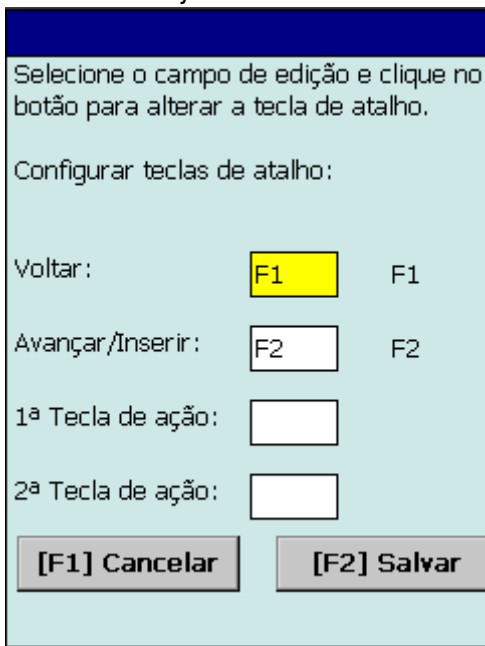 Selecione o campo de edição e clique no
botão para alterar a tecla de atalho.
Configurar teclas de atalho:
Voltar: F1 F1
Avançar/Inserir: F2 F2
1ª Tecla de ação:
2ª Tecla de ação:
[F1] Cancelar [F2] Salvar